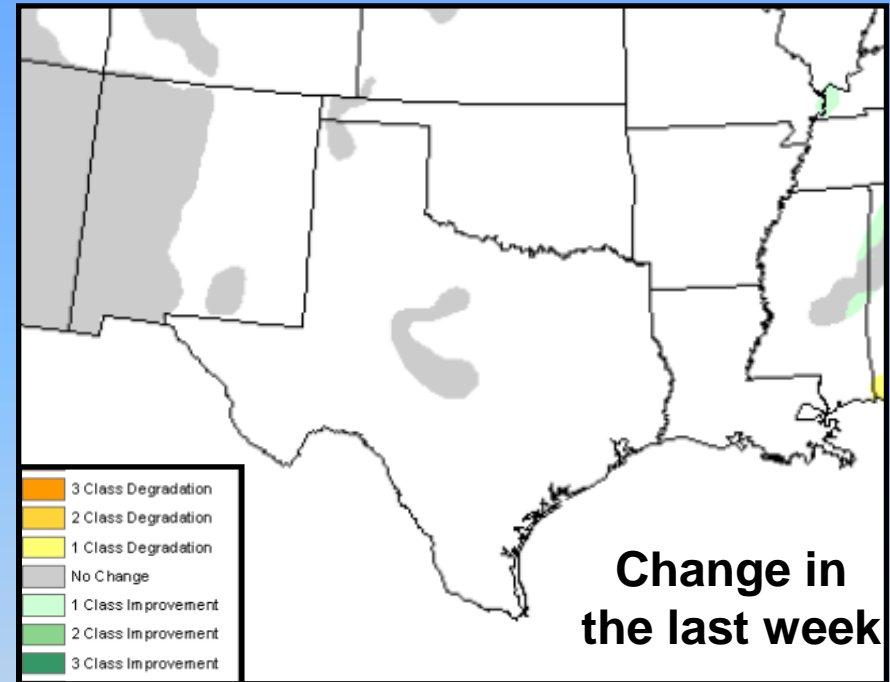 3 Class Degradation
2 Class Degradation
1 Class Degradation
No Change
1 Class Improvement
2 Class Improvement
3 Class Improvement
Change in
the last week